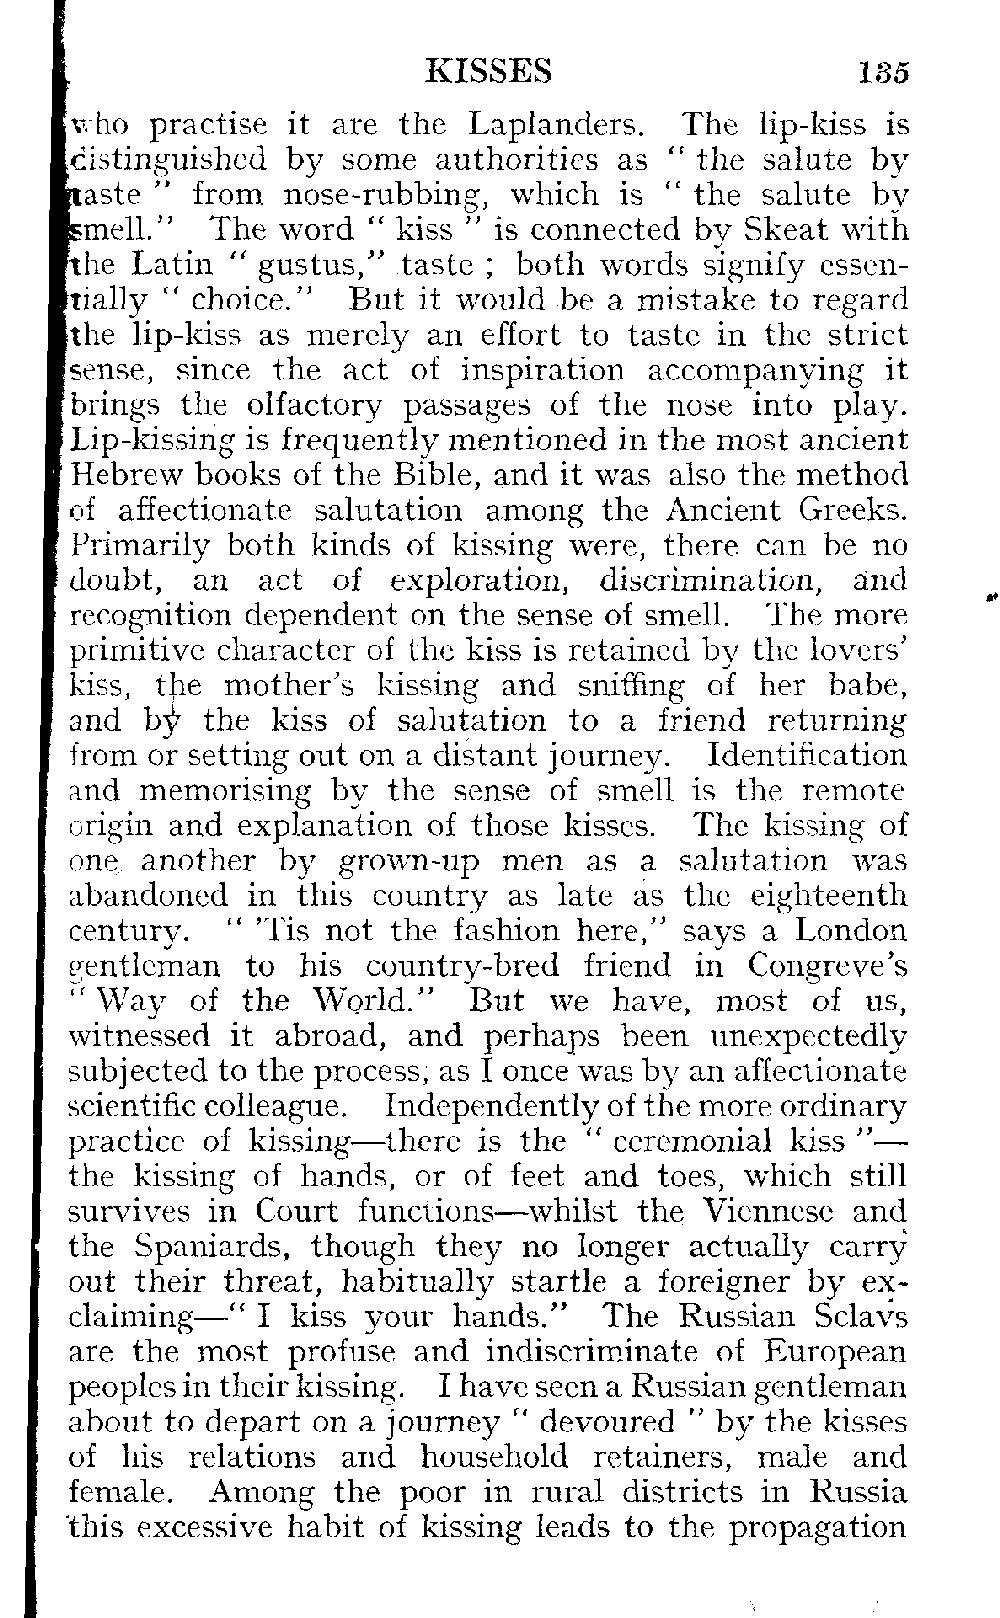 KISSES 135
who practise it are the Laplanders. The lip-kiss is
distinguished by some authorities as " the salute by
taste " from nose-rubbing, which is " the salute by
smell." The word " kiss " is connected by Skeat with
the Latin " gustus," taste ; both words signify essen-
tially " choice." But it would be a mistake to regard
the lip-kiss as merely an effort to taste in the strict
sense, since the act of inspiration accompanying it
brings the olfactory passages of the nose into play.
Lip-kissing is frequently mentioned in the most ancient
Hebrew books of the Bible, and it was also the method
of affectionate salutation among the Ancient Greeks.
Primarily both kinds of kissing were, there can be no
doubt, an act of exploration, discrimination, and
recognition dependent on the sense of smell. The more
primitive character of the kiss is retained by the lovers'
kiss, the mother's kissing and sniffing of her babe,
and by the kiss of salutation to a friend returning
from or setting out on a distant journey. Identification
and memorising by the sense of smell is the remote
origin and explanation of those kisses. The kissing of
one another by grown-up men as a salutation was
abandoned in this country as late as the eighteenth
century. " 'Tis not the fashion here," says a London
gentleman to his country-bred friend in Congreve's
" Way of the World." But we have, most of us,
witnessed it abroad, and perhaps been unexpectedly
subjected to the process, as I once was by an affectionate
scientific colleague. Independently of the more ordinary
practice of kissing—there is the " ceremonial kiss "—
the kissing of hands, or of feet and toes, which still
survives in Court functions—whilst the Viennese and
the Spaniards, though they no longer actually carry
out their threat, habitually startle a foreigner by ex-
claiming—" I kiss your hands." The Russian Sclavs
are the most profuse and indiscriminate of European
peoples in their kissing. I have seen a Russian gentleman
about to depart on a journey " devoured " by the kisses
of his relations and household retainers, male and
female. Among the poor in rural districts in Russia
this excessive habit of kissing leads to the propagation